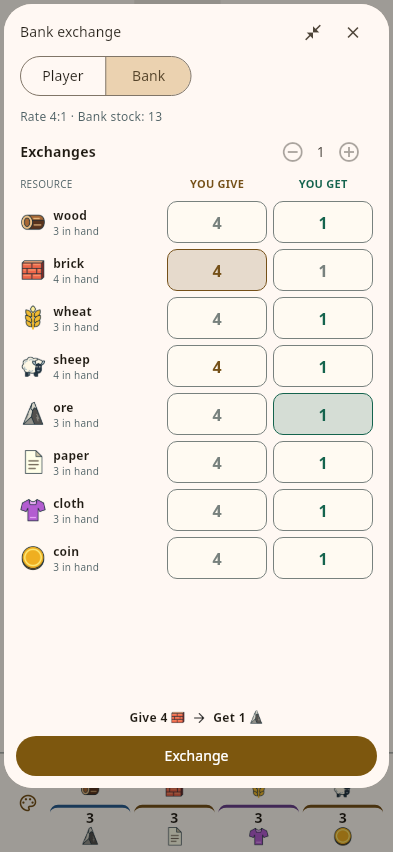 Bank exchange
Player Bank
Rate 4:1 · Bank stock: 13
Exchanges 1
RESOURCE YOU GIVE YOU GET
wood
3 in hand
4 1
brick
4 in hand
4 1
wheat
3 in hand
4 1
sheep
4 in hand
4 1
ore
3 in hand
4 1
paper
3 in hand
4 1
cloth
3 in hand
4 1
coin
3 in hand
4 1
Give 4 → Get 1
Exchange
3 3 3 3